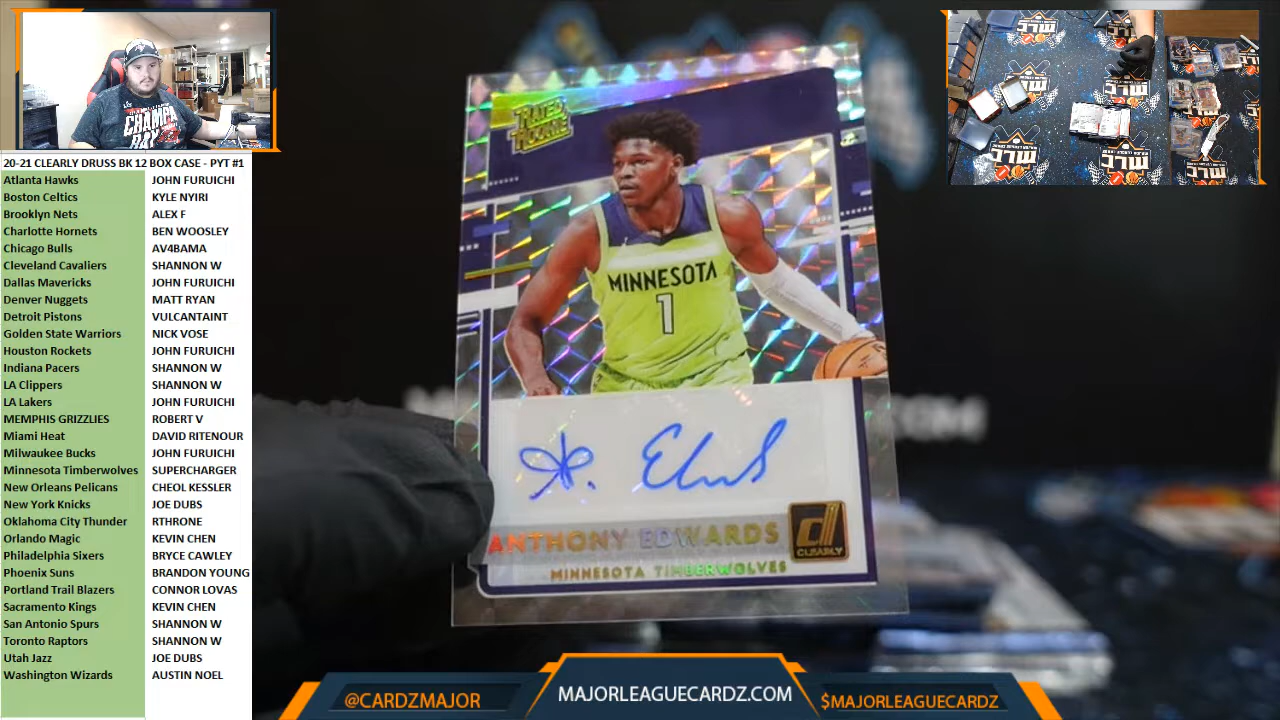 20-21 CLEARLY DRUSS BK 12 BOX CASE - PYT #1
Atlanta Hawks JOHN FURUICHI
Boston Celtics KYLE NYIRI
Brooklyn Nets ALEX F
Charlotte Hornets BEN WOOSLEY
Chicago Bulls AV4BAMA
Cleveland Cavaliers SHANNON W
Dallas Mavericks JOHN FURUICHI
Denver Nuggets MATT RYAN
Detroit Pistons VULCANTAINT
Golden State Warriors NICK VOSE
Houston Rockets JOHN FURUICHI
Indiana Pacers SHANNON W
LA Clippers SHANNON W
LA Lakers JOHN FURUICHI
MEMPHIS GRIZZLIES ROBERT V
Miami Heat DAVID RITENOUR
Milwaukee Bucks JOHN FURUICHI
Minnesota Timberwolves SUPERCHARGER
New Orleans Pelicans CHEOL KESSLER
New York Knicks JOE DUBS
Oklahoma City Thunder RTHRONE
Orlando Magic KEVIN CHEN
Philadelphia Sixers BRYCE CAWLEY
Phoenix Suns BRANDON YOUNG
Portland Trail Blazers CONNOR LOVAS
Sacramento Kings KEVIN CHEN
San Antonio Spurs SHANNON W
Toronto Raptors SHANNON W
Utah Jazz JOE DUBS
Washington Wizards AUSTIN NOEL
RATED
ROOKIE
MINNESOTA
1
ANTHONY EDWARDS
MINNESOTA TIMBERWOLVES
d
CLEARLY
@CARDZMAJOR
MAJORLEAGUECARDZ.COM
$MAJORLEAGUECARDZ